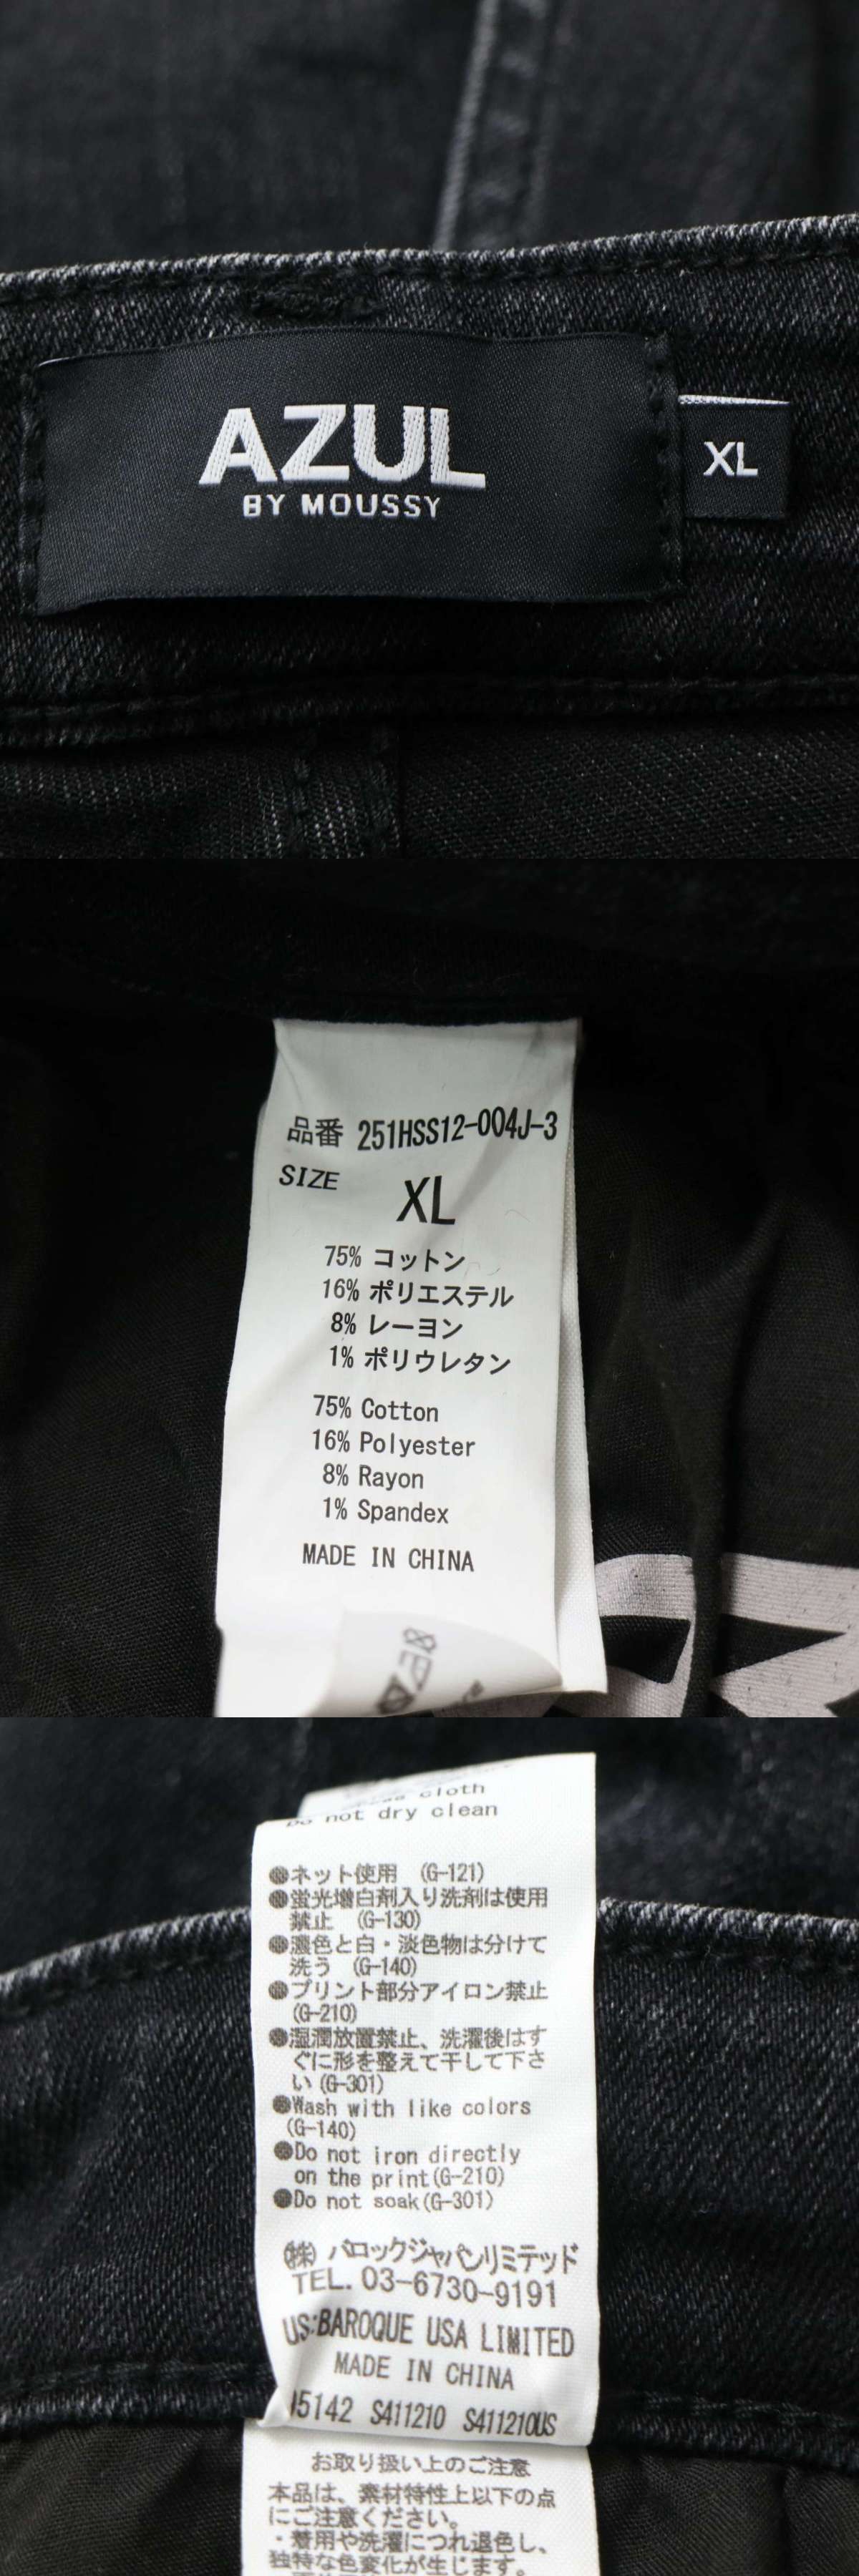 AZUL
BY MOUSSY
XL
品番 251HSS12-004J-3
SIZE XL
75% コットン
16% ポリエステル
8% レーヨン
1% ポリウレタン
75% Cotton
16% Polyester
8% Rayon
1% Spandex
MADE IN CHINA
cloth
Do not dry clean
●ネット使用 (G-121)
●蛍光増白剤入り洗剤は使用
禁止 (G-130)
●濃色と白・淡色物は分けて
洗う (G-140)
●プリント部分アイロン禁止
(G-210)
●湿潤放置禁止、洗濯後はす
ぐに形を整えて干して下さ
い(G-301)
●Wash with like colors
(G-140)
●Do not iron directly
on the print(G-210)
●Do not soak(G-301)
(株) バロックジャパンリミテッド
TEL. 03-6730-9191
US:BAROQUE USA LIMITED
MADE IN CHINA
5142 S411210 S411210US
お取り扱い上のご注意
本品は、素材特性上以下の点
にご注意ください。
・着用や洗濯につれ退色し、
独特な色変化が生じます。